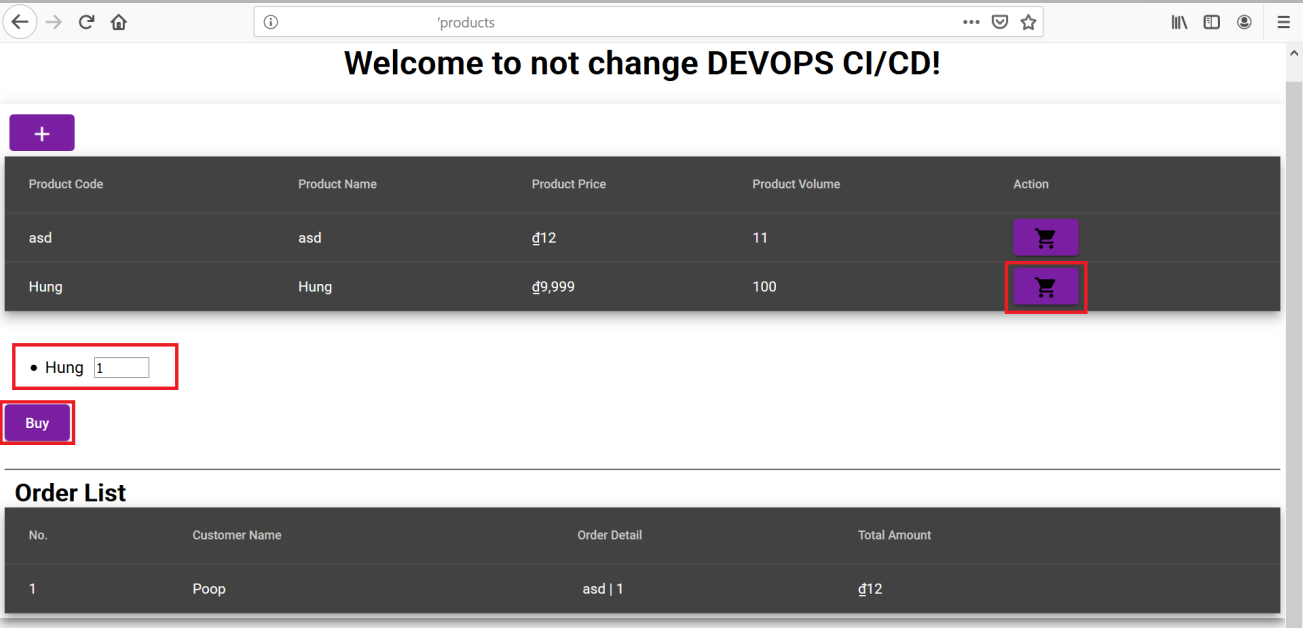 'products
Welcome to not change DEVOPS CI/CD!
+
Product Code Product Name Product Price Product Volume Action
asd asd ₫12 11
Hung Hung ₫9,999 100
• Hung 1
Buy
Order List
No. Customer Name Order Detail Total Amount
1 Poop asd | 1 ₫12